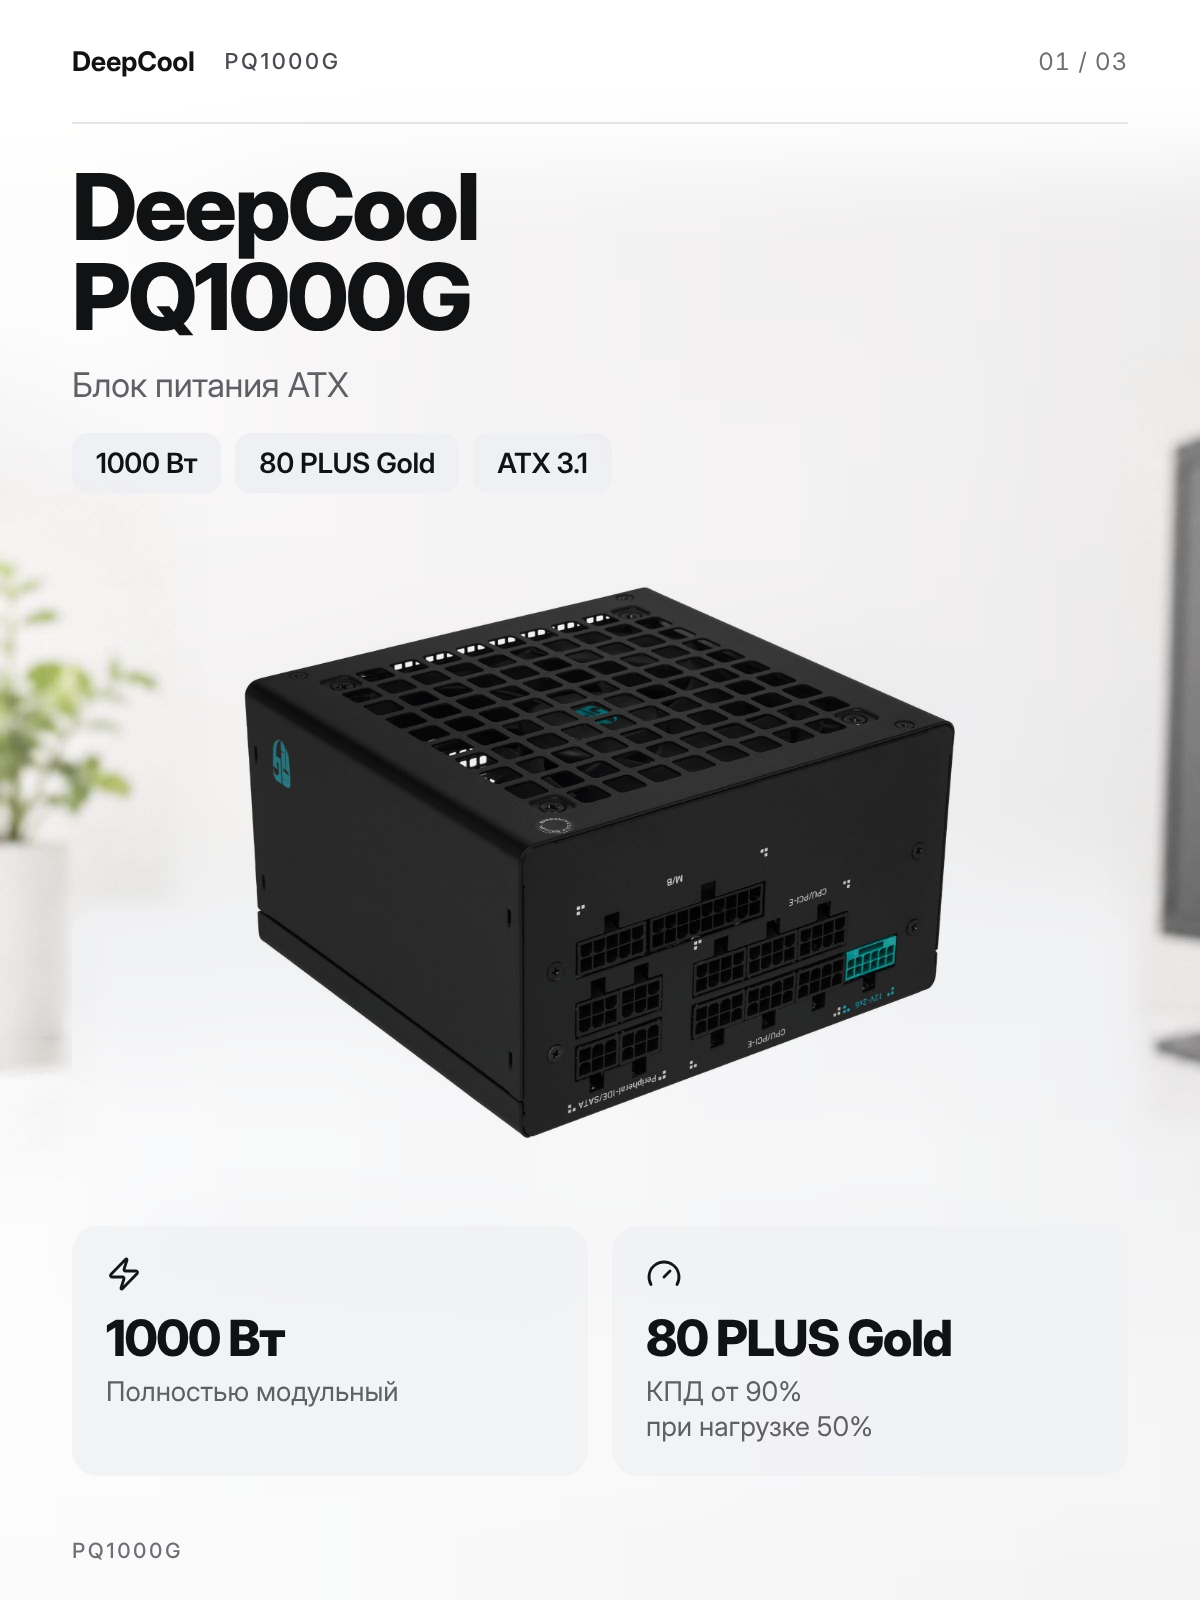 DeepCool PQ1000G 01 / 03
DeepCool
PQ1000G
Блок питания ATX
1000 Вт 80 PLUS Gold ATX 3.1
M/B
CPU/PCI-E
12V-2x6
CPU/PCI-E
Peripheral-IDE/SATA
1000 Вт
Полностью модульный
80 PLUS Gold
КПД от 90%
при нагрузке 50%
PQ1000G